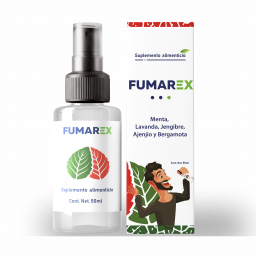 FUMAREX
Suplemento alimenticio
Cont. Net. 50ml
Suplemento alimenticio
FUMAREX
Menta,
Lavanda, Jengibre,
Ajenjo y Bergamota